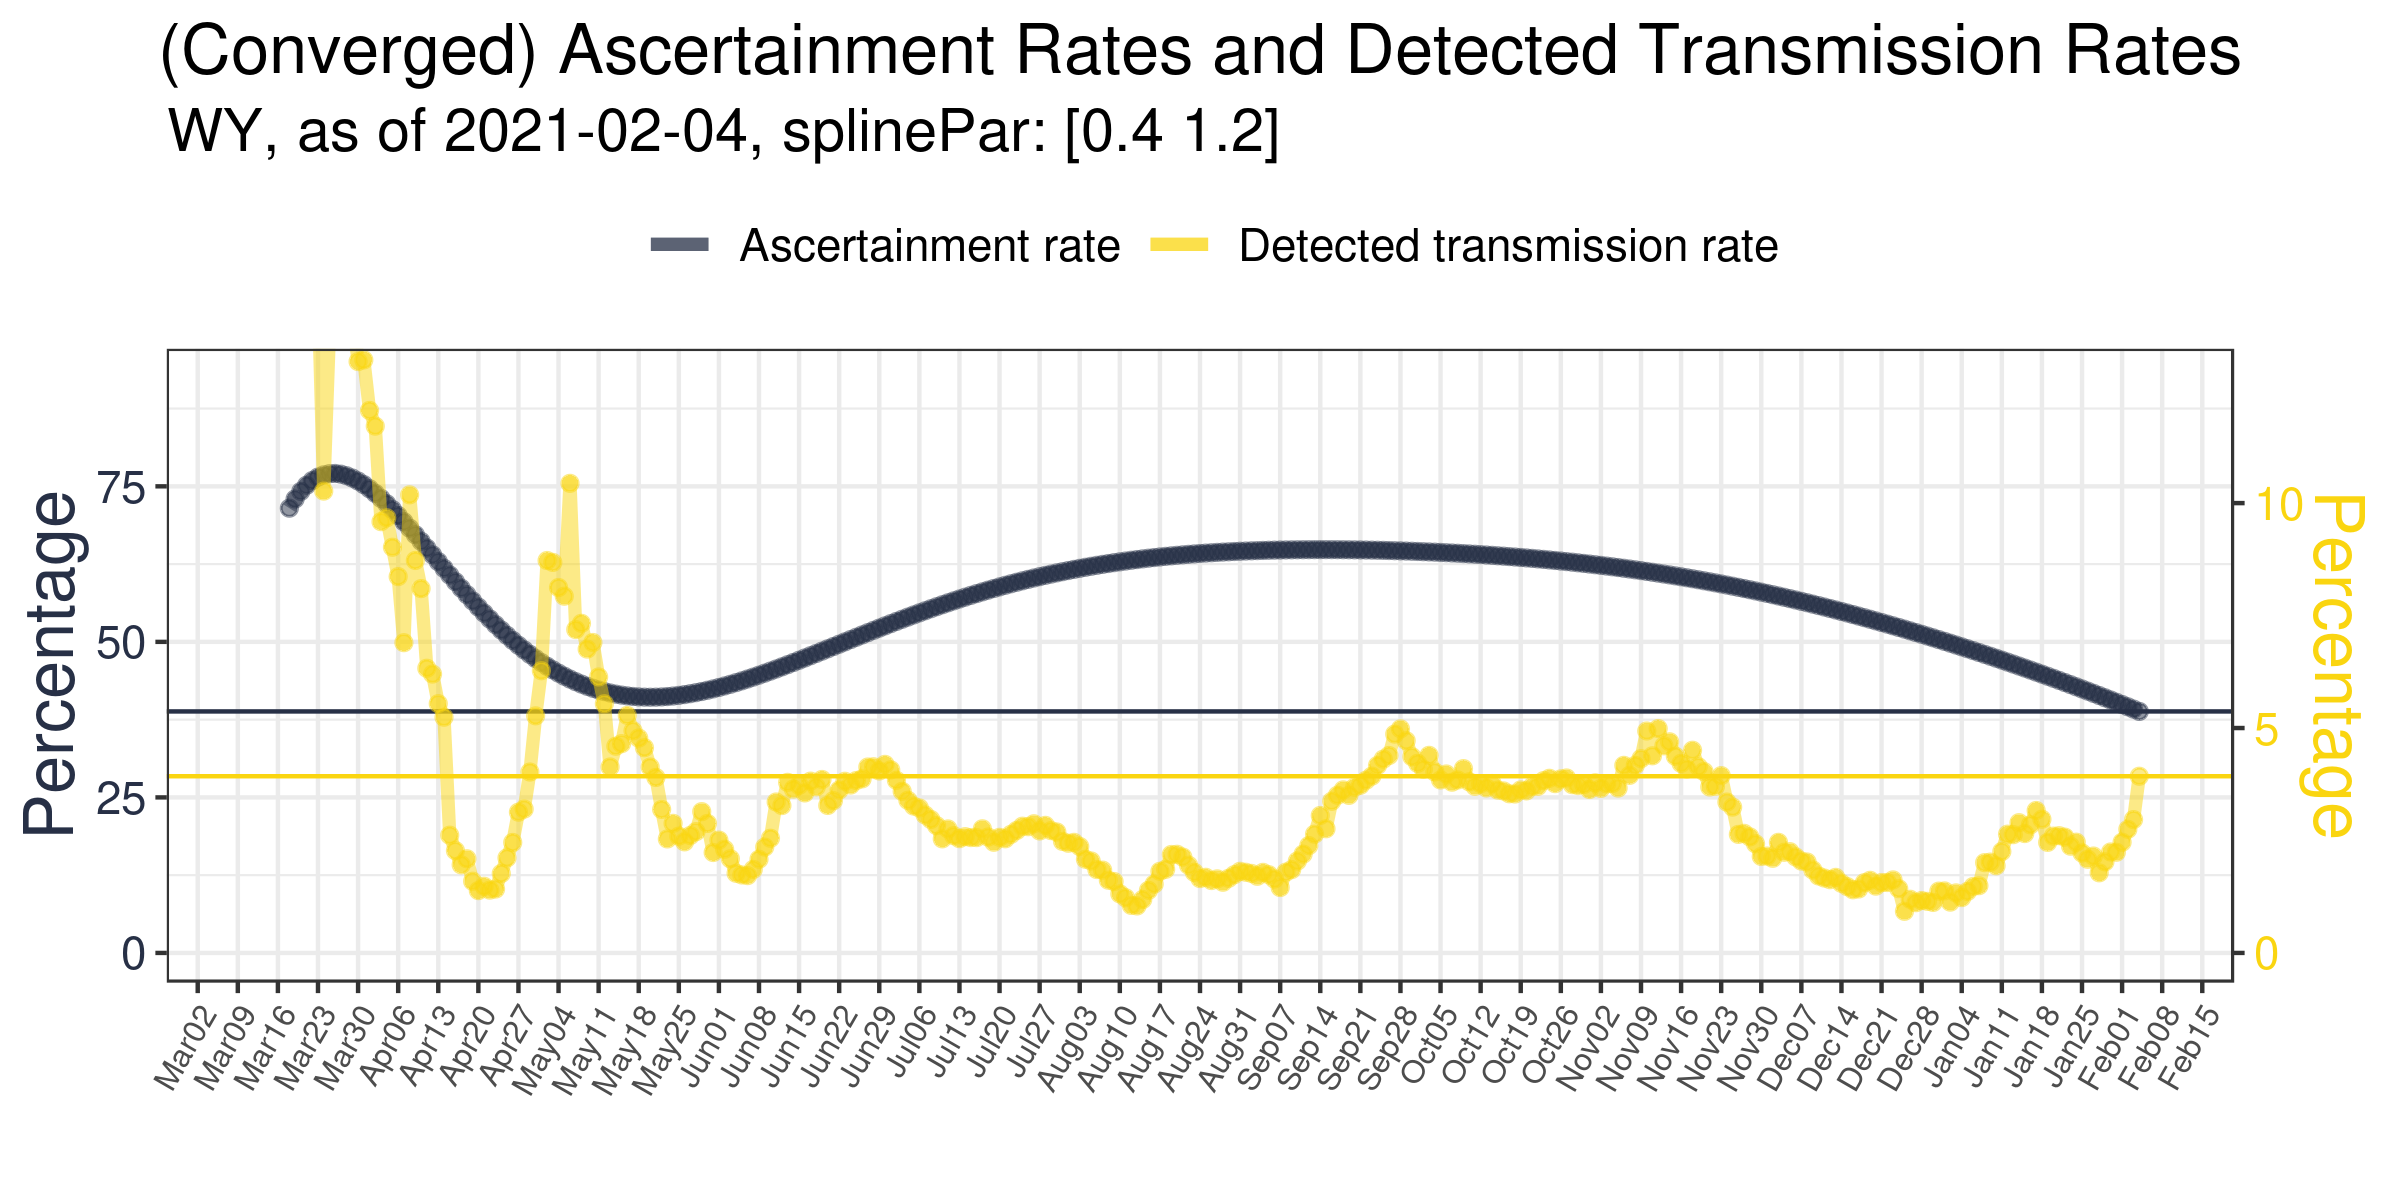 (Converged) Ascertainment Rates and Detected Transmission Rates
WY, as of 2021-02-04, splinePar: [0.4 1.2]
Ascertainment rate
Detected transmission rate
Percentage
75
50
25
0
10
5
0
Percentage
Mar02
Mar09
Mar16
Mar23
Mar30
Apr06
Apr13
Apr20
Apr27
May04
May11
May18
May25
Jun01
Jun08
Jun15
Jun22
Jun29
Jul06
Jul13
Jul20
Jul27
Aug03
Aug10
Aug17
Aug24
Aug31
Sep07
Sep14
Sep21
Sep28
Oct05
Oct12
Oct19
Oct26
Nov02
Nov09
Nov16
Nov23
Nov30
Dec07
Dec14
Dec21
Dec28
Jan04
Jan11
Jan18
Jan25
Feb01
Feb08
Feb15